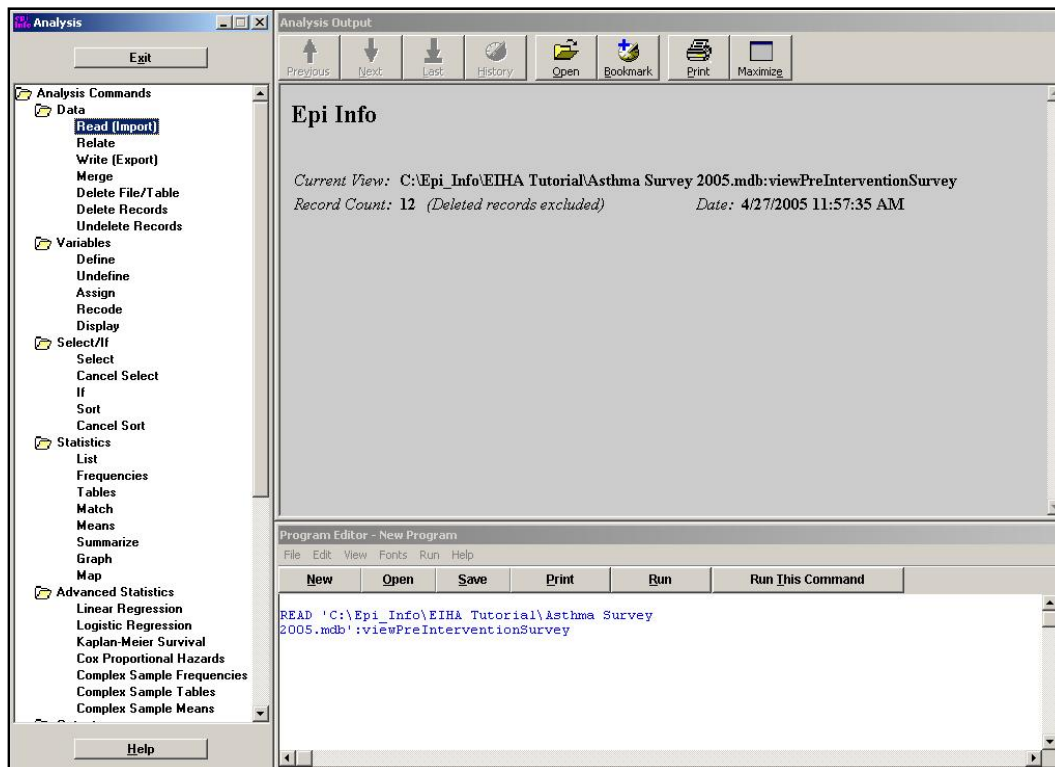 Epi Info Analysis
Exit
Analysis Commands
Data
Read (Import)
Relate
Write (Export)
Merge
Delete File/Table
Delete Records
Undelete Records
Variables
Define
Undefine
Assign
Recode
Display
Select/If
Select
Cancel Select
If
Sort
Cancel Sort
Statistics
List
Frequencies
Tables
Match
Means
Summarize
Graph
Map
Advanced Statistics
Linear Regression
Logistic Regression
Kaplan-Meier Survival
Cox Proportional Hazards
Complex Sample Frequencies
Complex Sample Tables
Complex Sample Means
Help
Analysis Output
Previous Next Last History Open Bookmark Print Maximize
Epi Info
Current View: C:\Epi_Info\EIHA Tutorial\Asthma Survey 2005.mdb:viewPreInterventionSurvey
Record Count: 12 (Deleted records excluded) Date: 4/27/2005 11:57:35 AM
Program Editor - New Program
File Edit View Fonts Run Help
New Open Save Print Run Run This Command
READ 'C:\Epi_Info\EIHA Tutorial\Asthma Survey
2005.mdb':viewPreInterventionSurvey